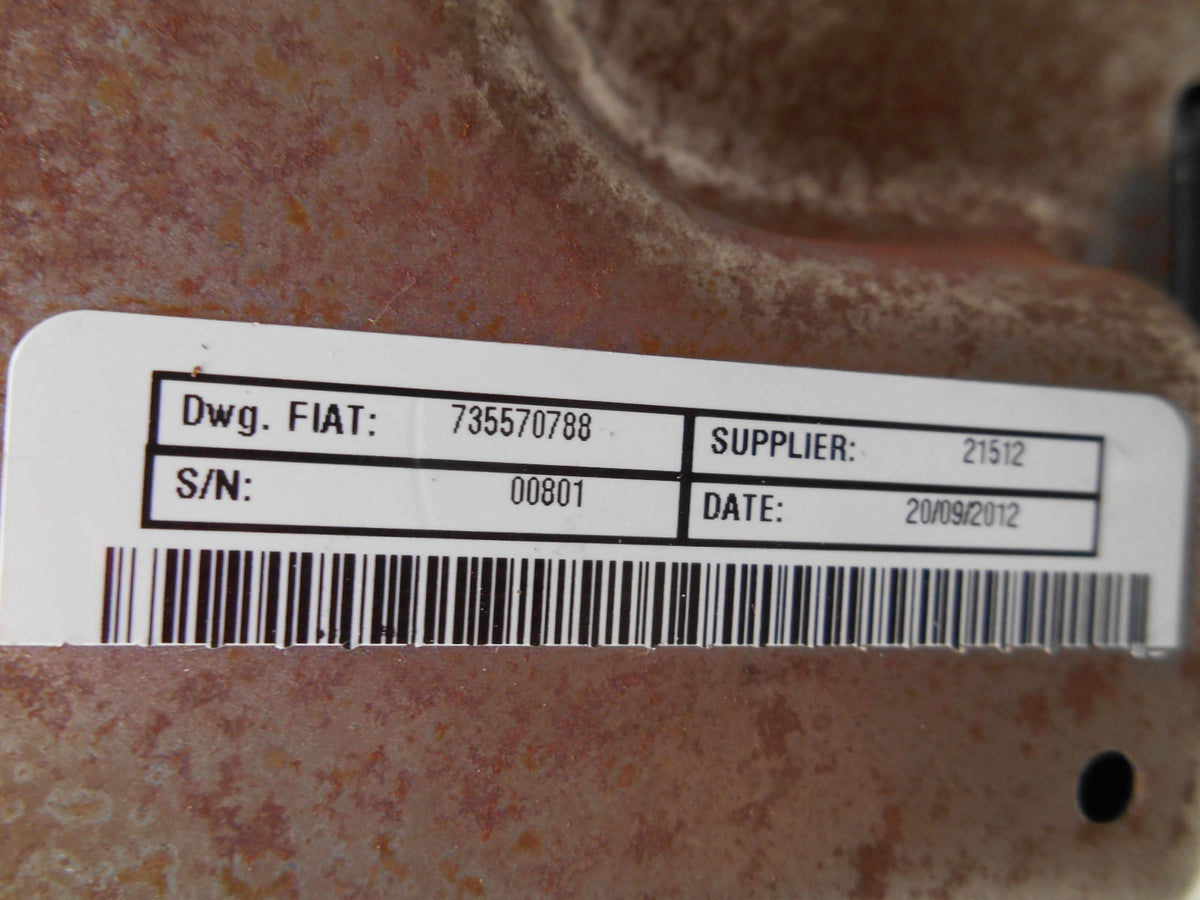 Dwg. FIAT: 735570788 SUPPLIER: 21512
S/N: 00801 DATE: 20/09/2012